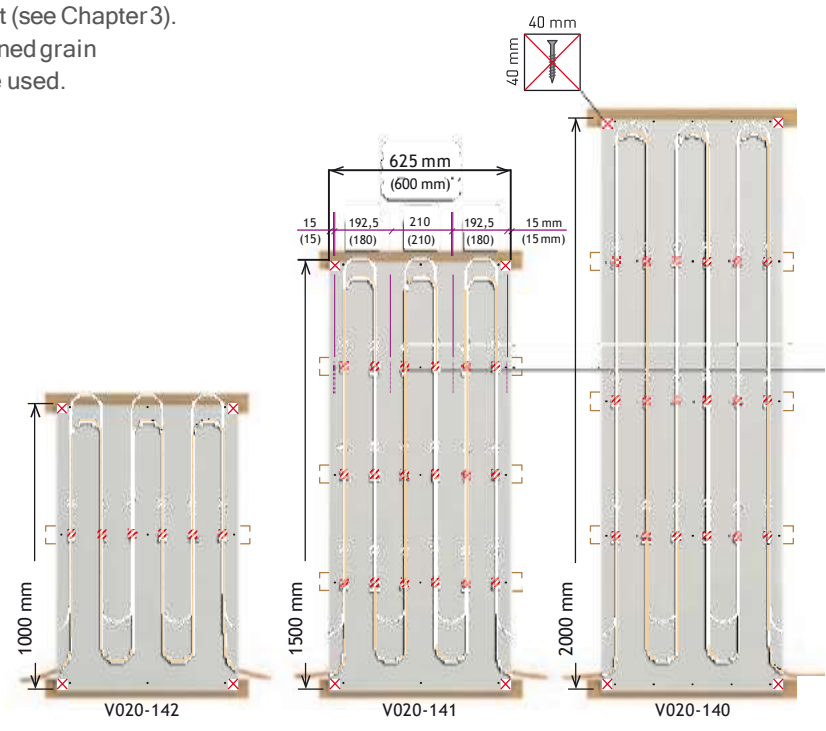 t (see Chapter 3).
ned grain
e used.
40 mm
40 mm
625 mm
(600 mm)
15 192,5 210 192,5 15 mm
(15) (180) (210) (180) (15 mm)
1000 mm
1500 mm
2000 mm
V020-142 V020-141 V020-140